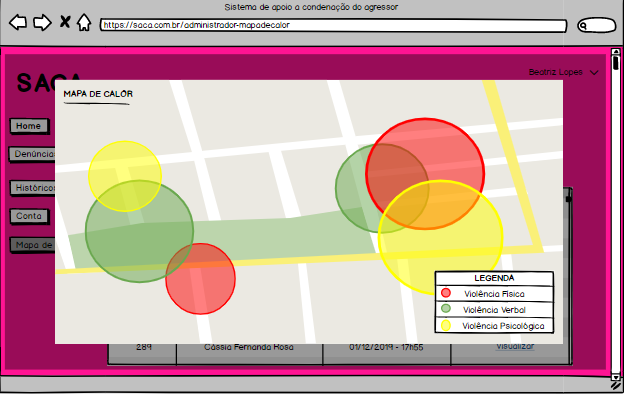 Sistema de apoio a condenação do agressor
https://saca.com.br/administrador-mapadecalor
Beatriz Lopes
SACA
MAPA DE CALOR
Home
Denúncias
Históricos
Conta
Mapa de
LEGENDA
Violência Física
Violência Verbal
Violência Psicológica
289 Cássia Fernanda Rosa 01/12/2019 - 17h55 Visualizar